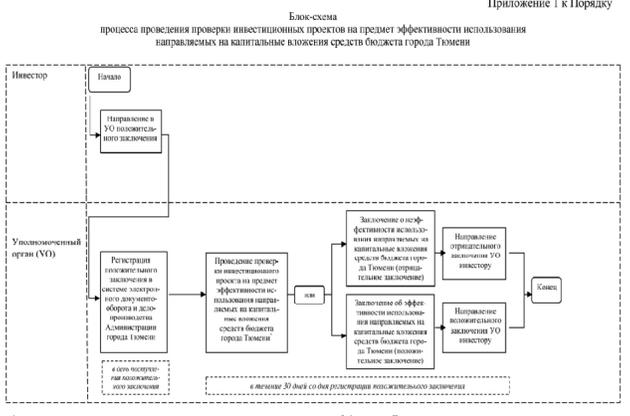 Приложение 1 к Порядку
Блок-схема
процесса проведения проверки инвестиционных проектов на предмет эффективности использования
направляемых на капитальные вложения средств бюджета города Тюмени
Инвестор
Начало
Направление в
УО положитель-
ного заключения
Уполномоченный
орган (УО)
Регистрация
положительного
заключения в
системе электрон-
ного документо-
оборота и дело-
производства
Администрации
города Тюмени
в день поступле-
ния положитель-
ного заключения
Проведение провер-
ки инвестиционного
проекта на предмет
эффективности ис-
пользования направ-
ляемых на капиталь-
ные вложения
средств бюджета
города Тюмени
или
Заключение о неэф-
фективности использо-
вания направляемых на
капитальные вложения
средств бюджета горо-
да Тюмени (отрица-
тельное заключение)
Направление
отрицательного
заключения УО
инвестору
Заключение об эффек-
тивности использова-
ния направляемых на
капитальные вложения
средств бюджета горо-
да Тюмени (положи-
тельное заключение)
Направление
положительного
заключения УО
инвестору
Конец
в течение 30 дней со дня регистрации положительного заключения